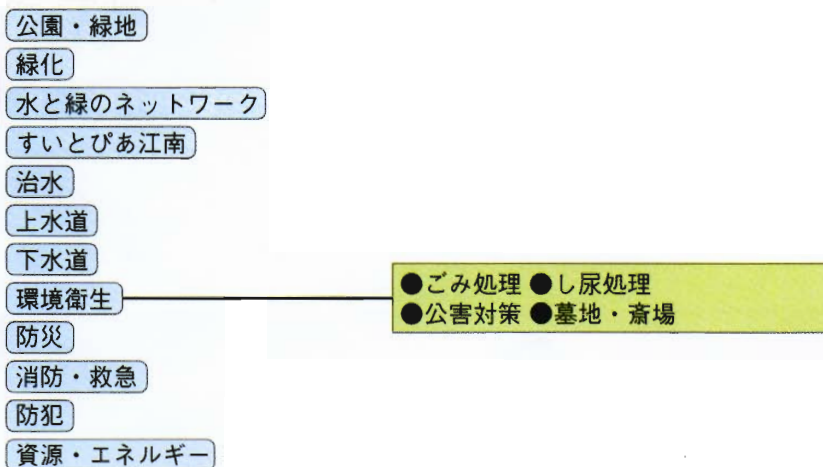 公園・緑地
緑化
水と緑のネットワーク
すいとぴあ江南
治水
上水道
下水道
環境衛生
●ごみ処理 ●し尿処理
●公害対策 ●墓地・斎場
防災
消防・救急
防犯
資源・エネルギー